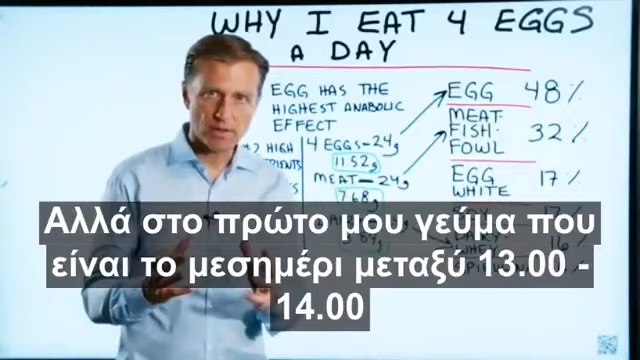 WHY I EAT 4 EGGS
A DAY
EGG HAS THE
HIGHEST ANABOLIC
EFFECT
HIGH
4 EGGS-24g
11.52g
MEAT-24g
7.68g
EGG 48%
MEAT
FISH-
FOWL 32%
EGG
WHITE 17%
Αλλά στο πρώτο μου γεύμα που
είναι το μεσημέρι μεταξύ 13.00 -
14.00